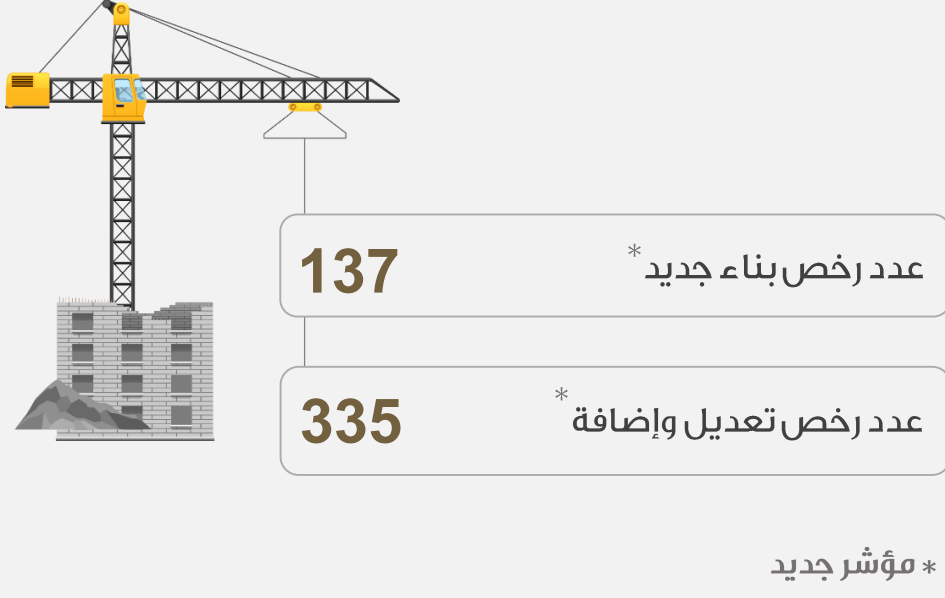 عدد رخص بناء جديد* 137
عدد رخص تعديل وإضافة* 335
* مؤشر جديد